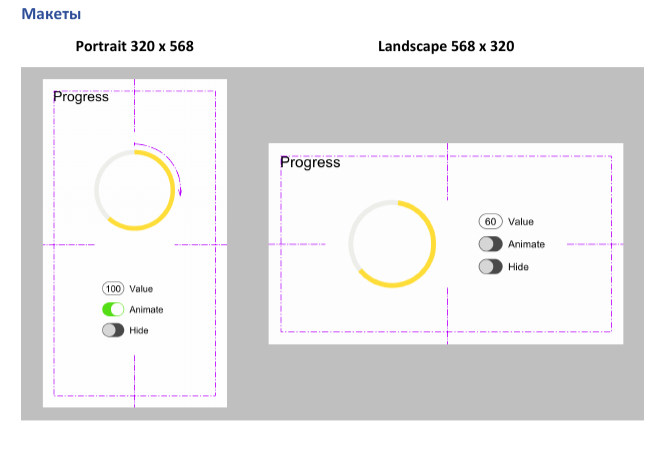 Макеты
Portrait 320 x 568
Landscape 568 x 320
Progress
100 Value
Animate
Hide
Progress
60 Value
Animate
Hide